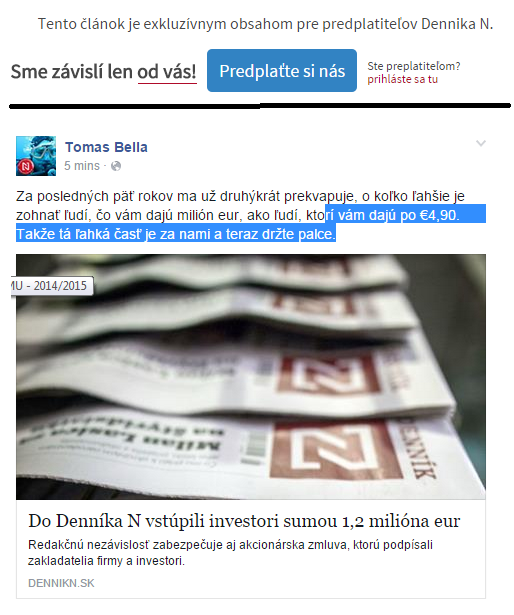 Tento článok je exkluzívnym obsahom pre predplatiteľov Dennika N.
Sme závislí len od vás!
Predplaťte si nás
Ste preplatiteľom?
prihláste sa tu
Tomas Bella
5 mins
Za posledných päť rokov ma už druhýkrát prekvapuje, o koľko ľahšie je
zohnať ľudí, čo vám dajú milión eur, ako ľudí, ktorí vám dajú po €4,90.
Takže tá ľahká časť je za nami a teraz držte palce.
MU - 2014/2015
N
DENNÍK
Do Denníka N vstúpili investori sumou 1,2 milióna eur
Redakčnú nezávislosť zabezpečuje aj akcionárska zmluva, ktorú podpísali
zakladatelia firmy a investori.
DENNIKN.SK